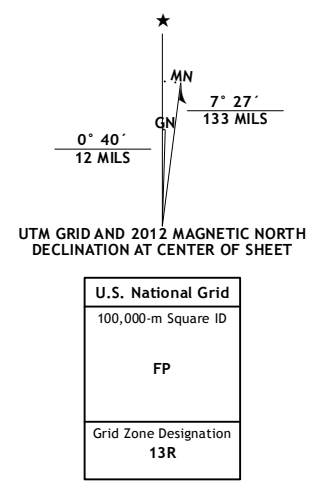 ★
MN
7° 27´
133 MILS
GN
0° 40´
12 MILS
UTM GRID AND 2012 MAGNETIC NORTH
DECLINATION AT CENTER OF SHEET
U.S. National Grid
100,000-m Square ID
FP
Grid Zone Designation
13R